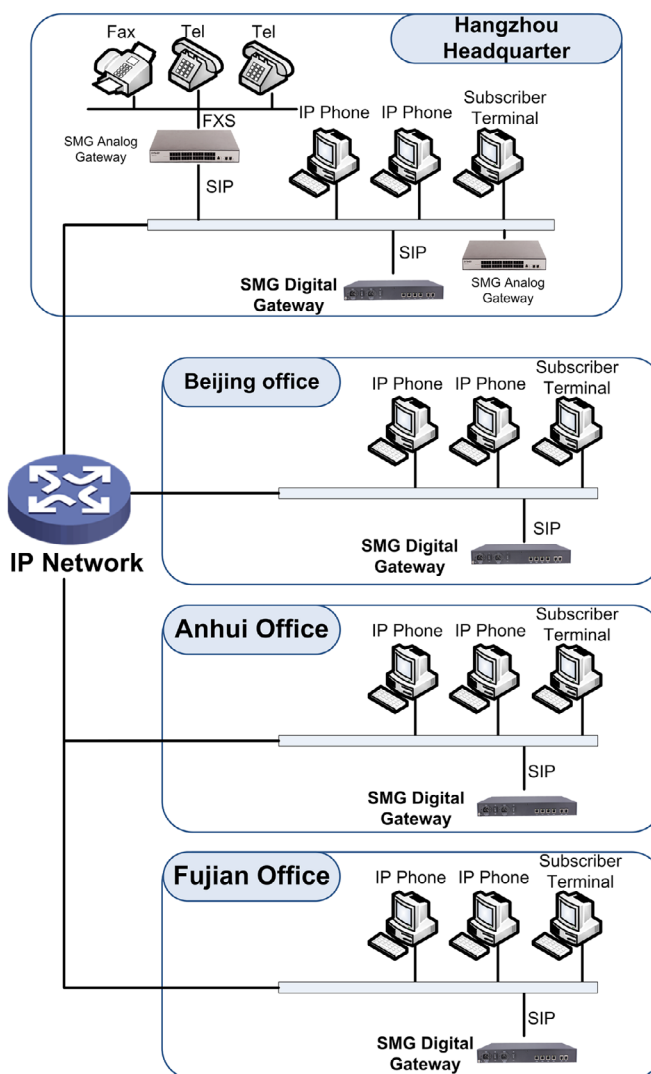 Hangzhou
Headquarter
Fax
Tel
Tel
FXS
SMG Analog
Gateway
SIP
IP Phone
IP Phone
Subscriber
Terminal
SIP
SMG Digital
Gateway
SMG Analog
Gateway
Beijing office
IP Phone
IP Phone
Subscriber
Terminal
SIP
SMG Digital
Gateway
IP Network
Anhui Office
IP Phone
IP Phone
Subscriber
Terminal
SIP
SMG Digital
Gateway
Fujian Office
IP Phone
IP Phone
Subscriber
Terminal
SIP
SMG Digital
Gateway